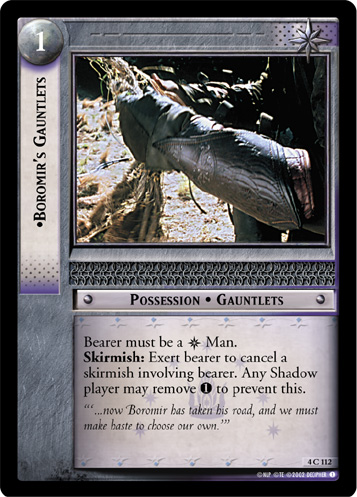 1
•Boromir's Gauntlets
Possession • Gauntlets
Bearer must be a Man.
Skirmish: Exert bearer to cancel a
skirmish involving bearer. Any Shadow
player may remove 1 to prevent this.
“‘...now Boromir has taken his road, and we must
make haste to choose our own.’”
4 C 112
©NLP ©TE. ©2002 DECIPHER